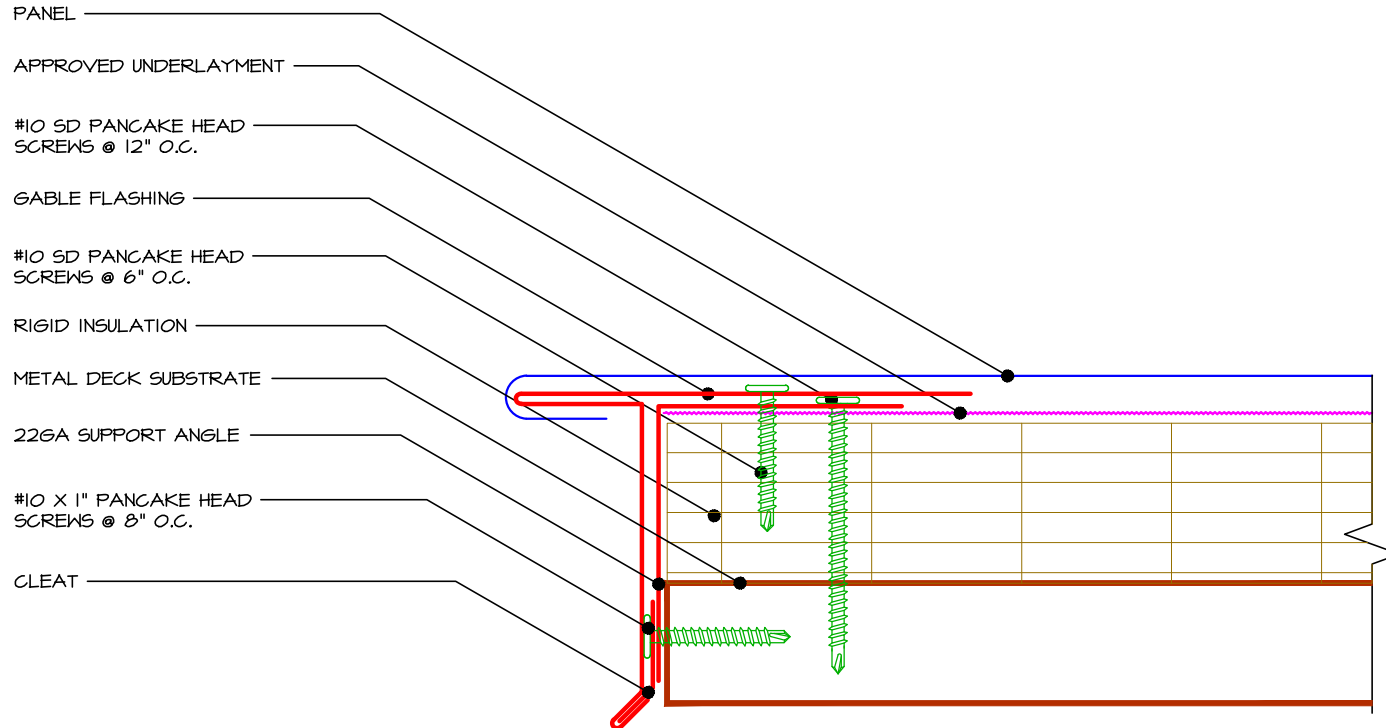 PANEL
APPROVED UNDERLAYMENT
#10 SD PANCAKE HEAD
SCREWS @ 12" O.C.
GABLE FLASHING
#10 SD PANCAKE HEAD
SCREWS @ 6" O.C.
RIGID INSULATION
METAL DECK SUBSTRATE
22GA SUPPORT ANGLE
#10 X 1" PANCAKE HEAD
SCREWS @ 8" O.C.
CLEAT